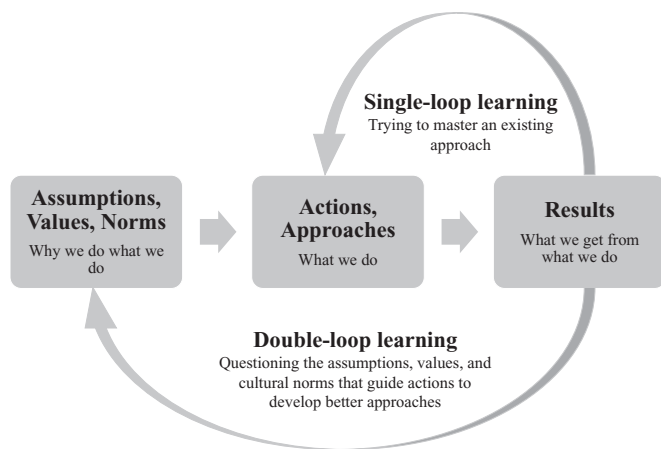 Single-loop learning
Trying to master an existing
approach
Assumptions,
Values, Norms
Why we do what we
do
Actions,
Approaches
What we do
Results
What we get from
what we do
Double-loop learning
Questioning the assumptions, values, and
cultural norms that guide actions to
develop better approaches